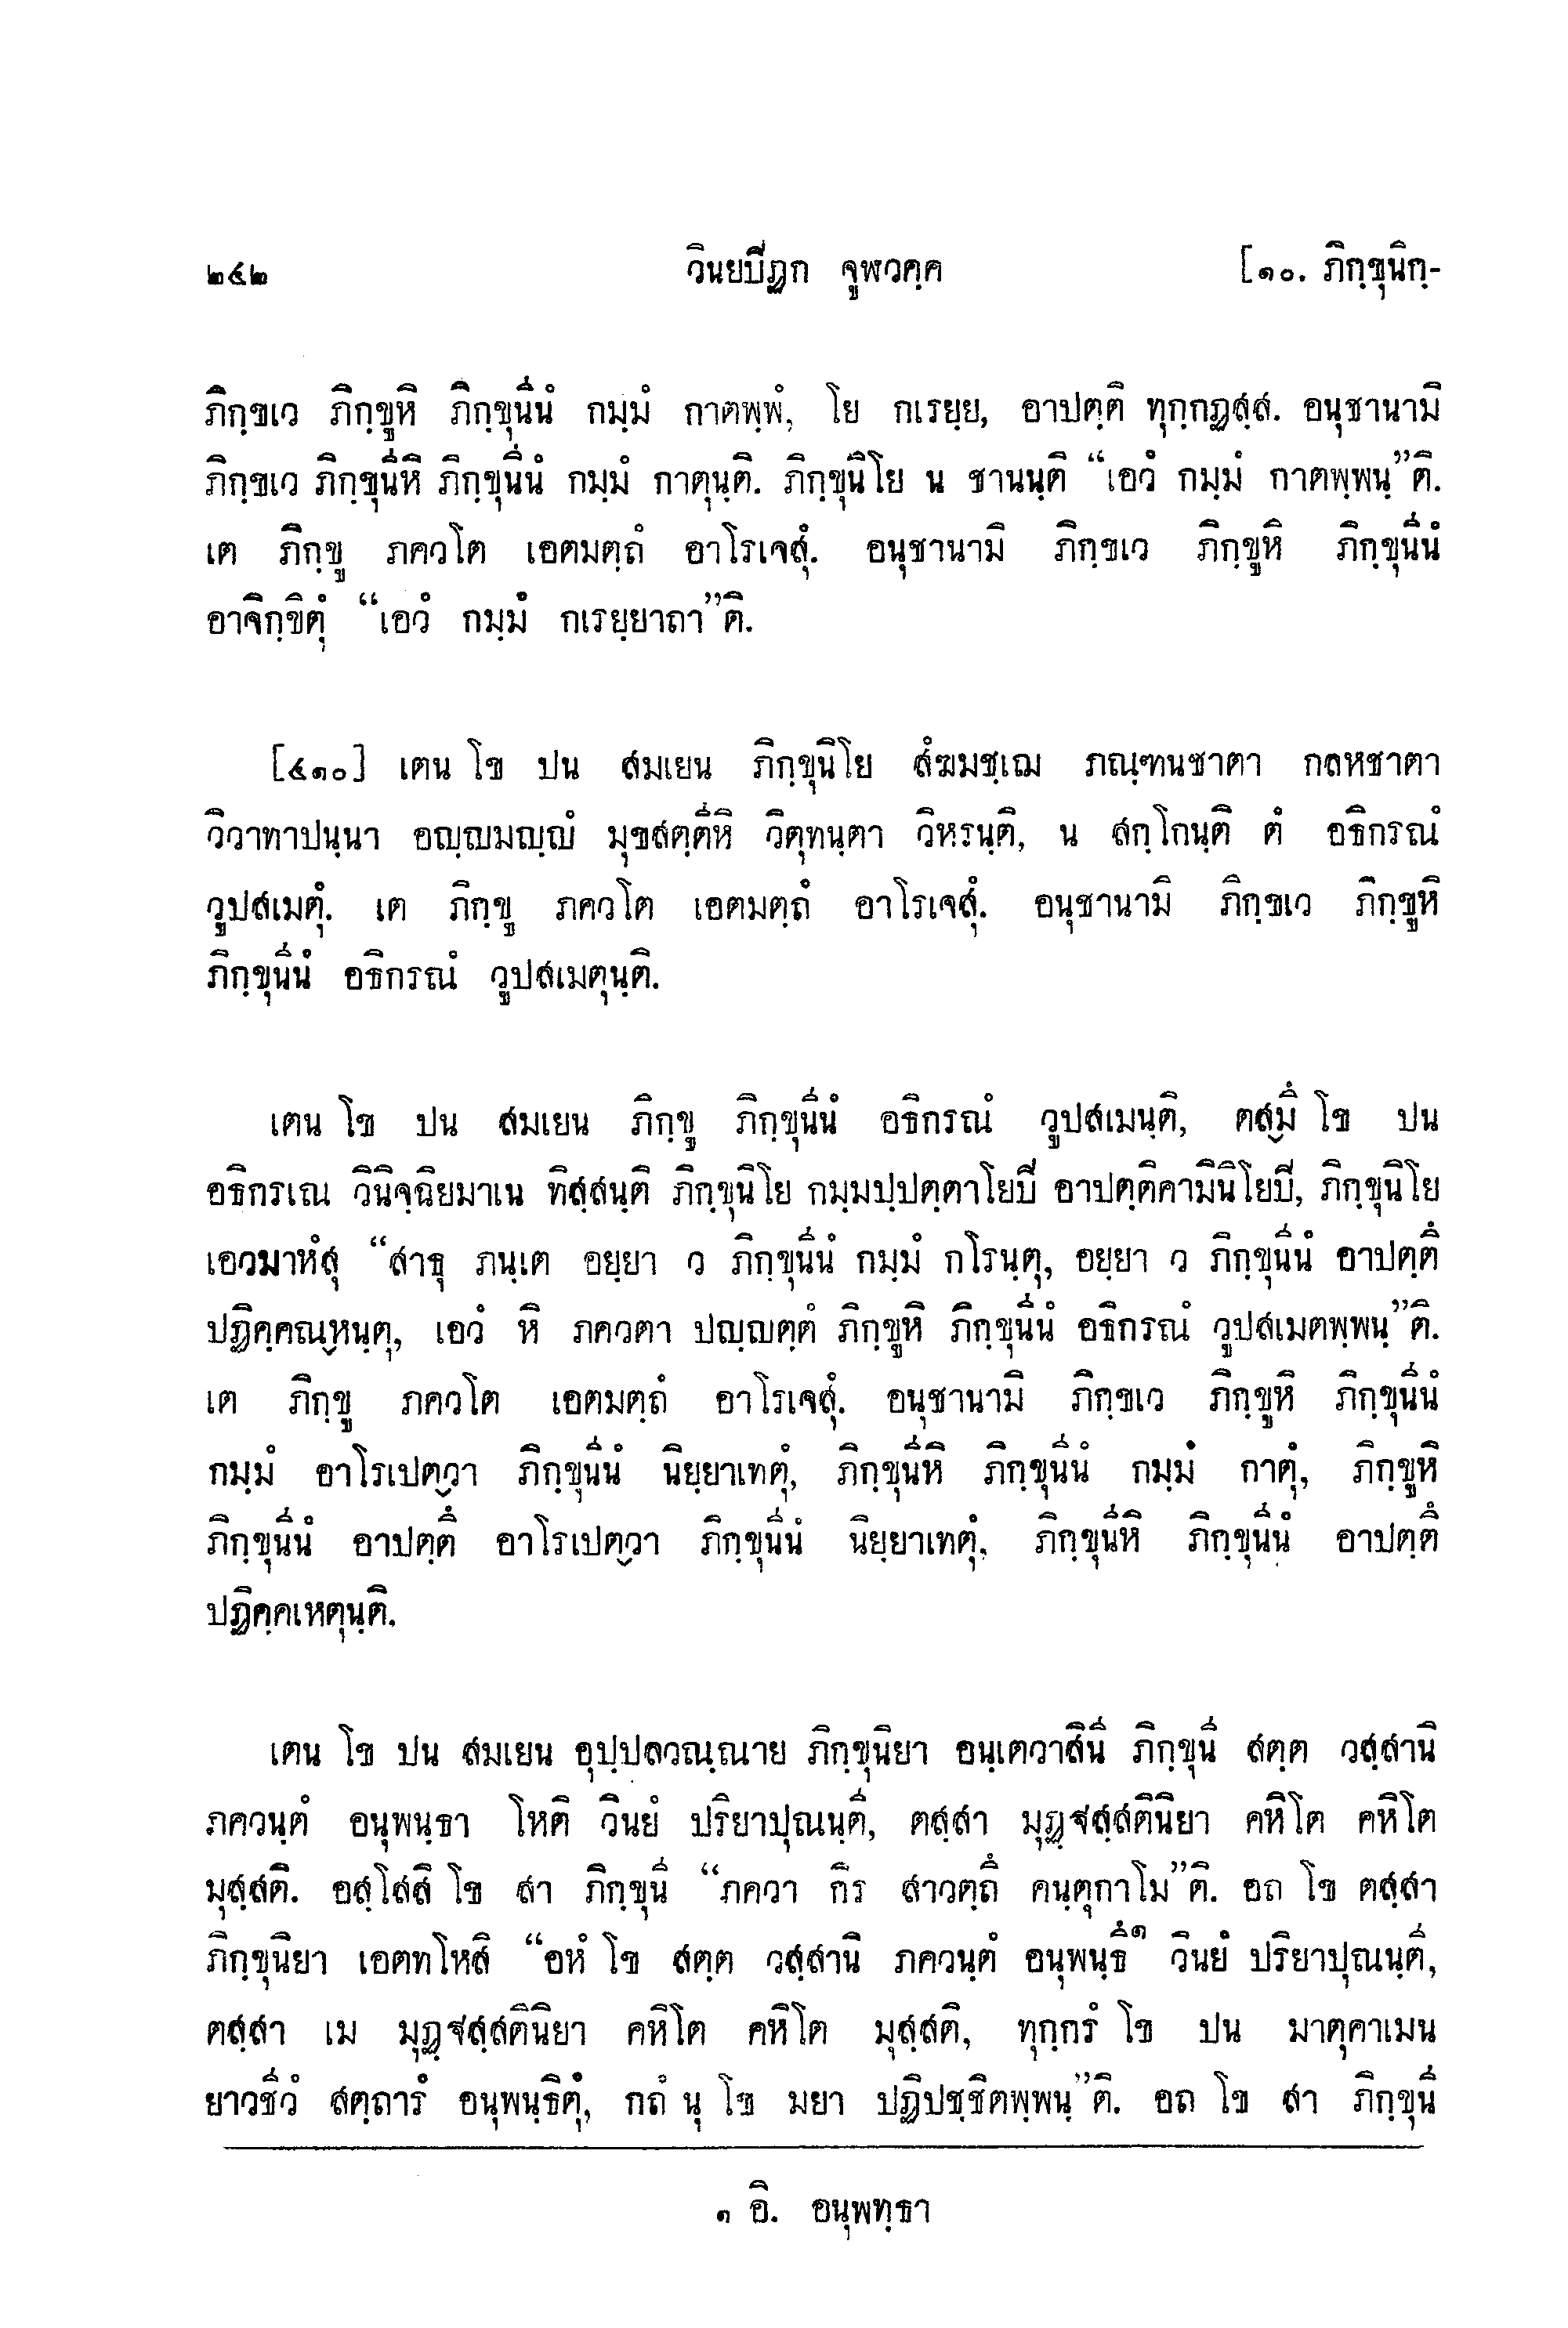 ๒๔๒ วินยปิฏก จูฬวคฺค [๑๐. ภิกฺขุนิกฺ-
ภิกฺขเว ภิกฺขูหิ ภิกฺขุนีนํ กมฺมํ กาตพฺพํ, โย กเรยฺย, อาปตฺติ ทุกฺกฏสฺส. อนุชานามิ
ภิกฺขเว ภิกฺขุนีหิ ภิกฺขุนีนํ กมฺมํ กาตุนฺติ. ภิกฺขุนิโย น ชานนฺติ “เอวํ กมฺมํ กาตพฺพนฺ”ติ.
เต ภิกฺขู ภควโต เอตมตฺถํ อาโรเจสุํ. อนุชานามิ ภิกฺขเว ภิกฺขูหิ ภิกฺขุนีนํ
อาจิกฺขิตุํ “เอวํ กมฺมํ กเรยฺยาถา”ติ.
[๔๑๐] เตน โข ปน สมเยน ภิกฺขุนิโย สํฆมชฺเฌ ภณฺฑนชาตา กลหชาตา
วิวาทาปนฺนา อญฺญมญฺญํ มุขสตฺตีหิ วิตุทนฺตา วิหรนฺติ, น สกฺโกนฺติ ตํ อธิกรณํ
วูปสเมตุํ. เต ภิกฺขู ภควโต เอตมตฺถํ อาโรเจสุํ. อนุชานามิ ภิกฺขเว ภิกฺขูหิ
ภิกฺขุนีนํ อธิกรณํ วูปสเมตุนฺติ.
เตน โข ปน สมเยน ภิกฺขู ภิกฺขุนีนํ อธิกรณํ วูปสเมนฺติ, ตสฺมึ โข ปน
อธิกรเณ วินิจฺฉิยมาเน ทิสฺสนฺติ ภิกฺขุนิโย กมฺมปฺปตฺตาโยปิ อาปตฺติคามินิโยปิ, ภิกฺขุนิโย
เอวมาหํสุ “สาธุ ภนฺเต อยฺยา ว ภิกฺขุนีนํ กมฺมํ กโรนฺตุ, อยฺยา ว ภิกฺขุนีนํ อาปตฺตึ
ปฏิคฺคณฺหนฺตุ, เอวํ หิ ภควตา ปญฺญตฺตํ ภิกฺขูหิ ภิกฺขุนีนํ อธิกรณํ วูปสเมตพฺพนฺ”ติ.
เต ภิกฺขู ภควโต เอตมตฺถํ อาโรเจสุํ. อนุชานามิ ภิกฺขเว ภิกฺขูหิ ภิกฺขุนีนํ
กมฺมํ อาโรเปตฺวา ภิกฺขุนีนํ นิยฺยาเทตุํ, ภิกฺขุนีหิ ภิกฺขุนีนํ กมฺมํ กาตุํ, ภิกฺขูหิ
ภิกฺขุนีนํ อาปตฺตึ อาโรเปตฺวา ภิกฺขุนีนํ นิยฺยาเทตุํ, ภิกฺขุนีหิ ภิกฺขุนีนํ อาปตฺตึ
ปฏิคฺคเหตุนฺติ.
เตน โข ปน สมเยน อุปฺปลวณฺณาย ภิกฺขุนิยา อนฺเตวาสินี ภิกฺขุนี สตฺต วสฺสานิ
ภควนฺตํ อนุพนฺธา โหติ วินยํ ปริยาปุณนฺตี, ตสฺสา มุฏฺฐสฺสตินิยา คหิโต คหิโต
มุสฺสติ. อสฺโสสิ โข สา ภิกฺขุนี “ภควา กิร สาวตฺถึ คนฺตุกาโม”ติ. อถ โข ตสฺสา
ภิกฺขุนิยา เอตทโหสิ “อหํ โข สตฺต วสฺสานิ ภควนฺตํ อนุพนฺธึ๑ วินยํ ปริยาปุณนฺตี,
ตสฺสา เม มุฏฺฐสฺสตินิยา คหิโต คหิโต มุสฺสติ, ทุกฺกรํ โข ปน มาตุคาเมน
ยาวชีวํ สตฺถารํ อนุพนฺธิตุํ, กถํ นุ โข มยา ปฏิปชฺชิตพฺพนฺ”ติ. อถ โข สา ภิกฺขุนี
๑ อิ. อนุพทฺธา